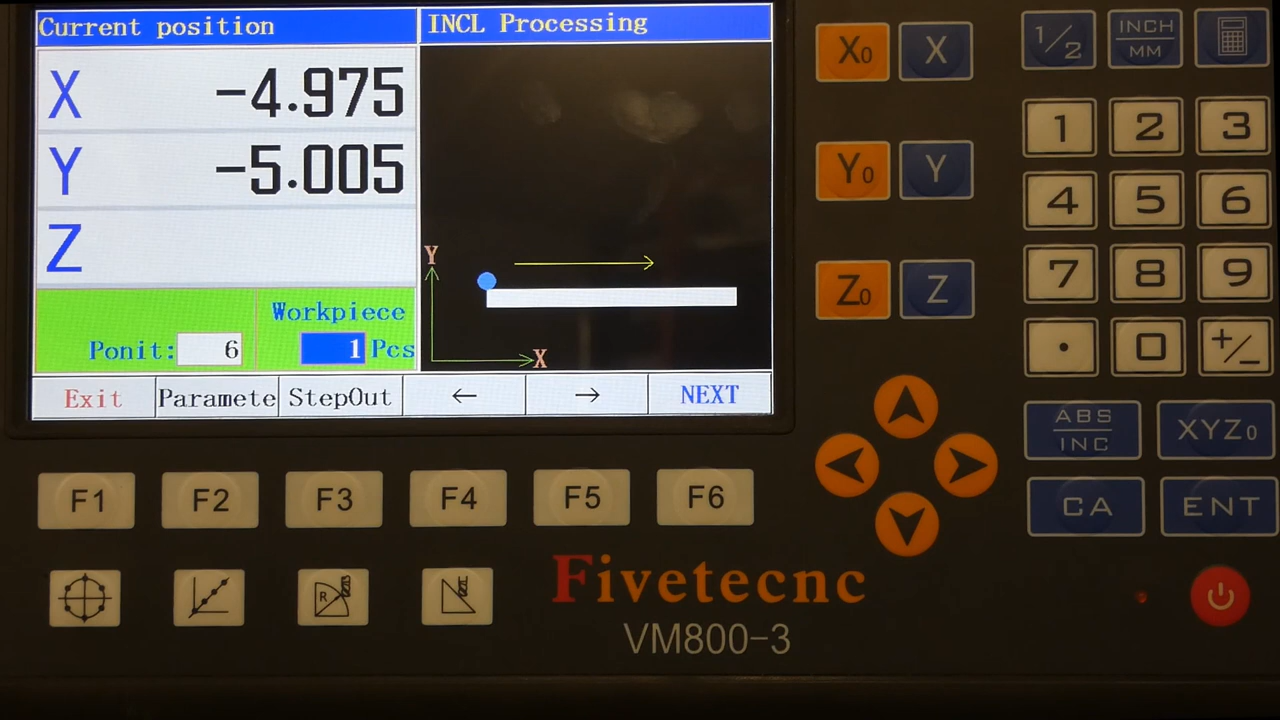 Current position
INCL Processing
X -4.975
Y -5.005
Z
Workpiece
Ponit: 6
1 Pcs
Y
X
Exit
Paramete
StepOut
←
→
NEXT
F1 F2 F3 F4 F5 F6
R
Fivetecnc
VM800-3
X0 X
Y0 Y
Z0 Z
1/2
INCH
MM
1 2 3
4 5 6
7 8 9
. 0 +/-
ABS
INC
XYZ0
CA ENT